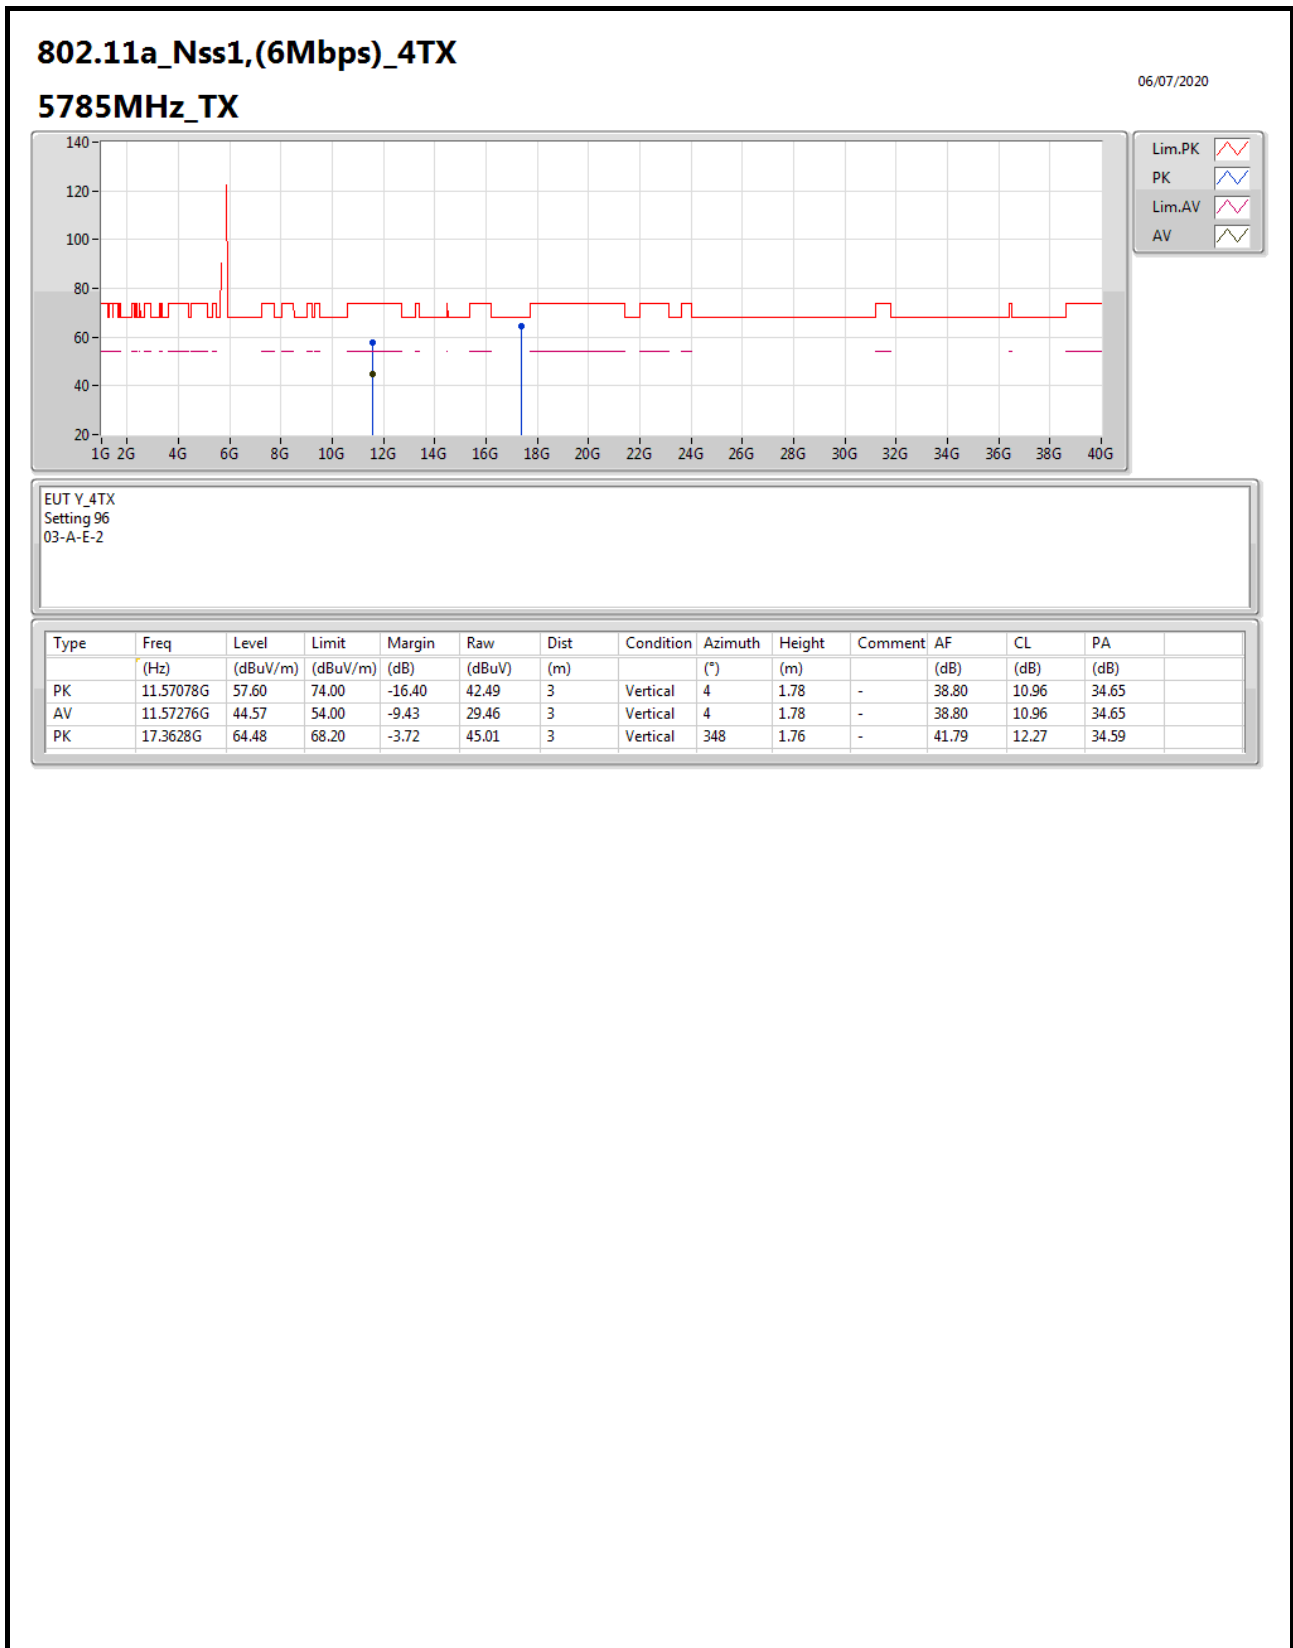 802.11a_Nss1,(6Mbps)_4TX
06/07/2020
5785MHz_TX
140
120
100
80
60
40
20
1G 2G 4G 6G 8G 10G 12G 14G 16G 18G 20G 22G 24G 26G 28G 30G 32G 34G 36G 38G 40G
Lim.PK
PK
Lim.AV
AV
EUT Y_4TX
Setting 96
03-A-E-2
Type Freq Level Limit Margin Raw Dist Condition Azimuth Height Comment AF CL PA
(Hz) (dBuV/m) (dBuV/m) (dB) (dBuV) (m) (°) (m) (dB) (dB) (dB)
PK 11.57078G 57.60 74.00 -16.40 42.49 3 Vertical 4 1.78 - 38.80 10.96 34.65
AV 11.57276G 44.57 54.00 -9.43 29.46 3 Vertical 4 1.78 - 38.80 10.96 34.65
PK 17.3628G 64.48 68.20 -3.72 45.01 3 Vertical 348 1.76 - 41.79 12.27 34.59